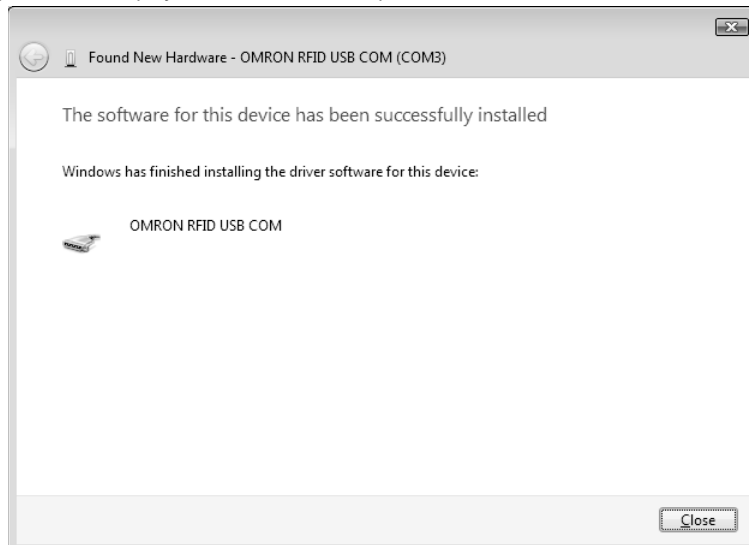 Found New Hardware - OMRON RFID USB COM (COM3)
The software for this device has been successfully installed
Windows has finished installing the driver software for this device:
OMRON RFID USB COM
Close